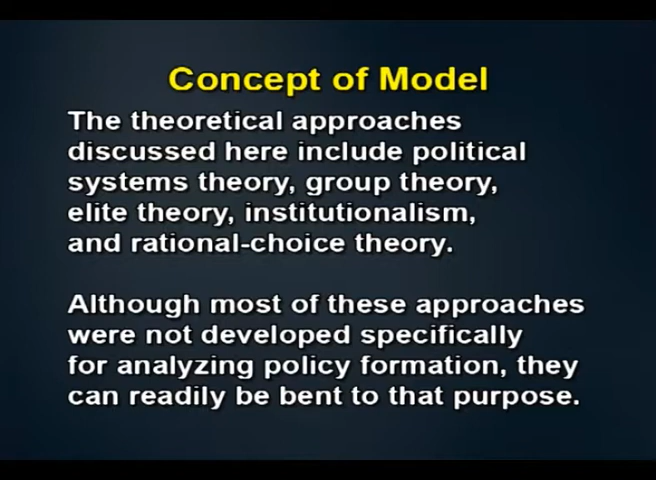 Concept of Model
The theoretical approaches
discussed here include political
systems theory, group theory,
elite theory, institutionalism,
and rational-choice theory.
Although most of these approaches
were not developed specifically
for analyzing policy formation, they
can readily be bent to that purpose.